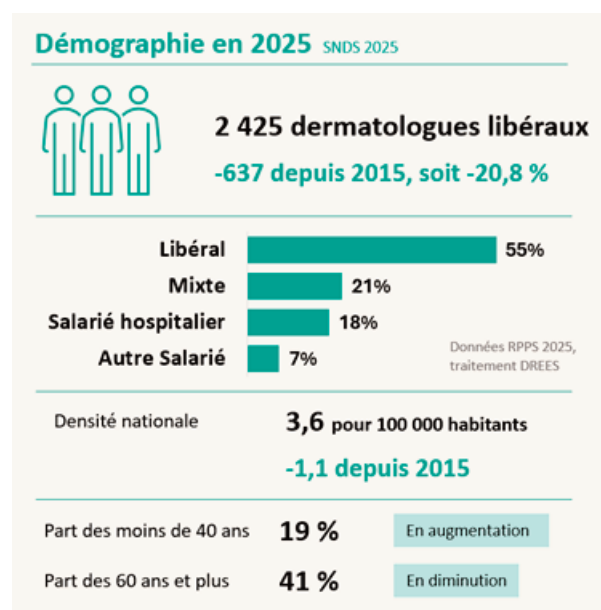 Démographie en 2025 SNDS 2025
2 425 dermatologues libéraux
-637 depuis 2015, soit -20,8 %
Libéral 55%
Mixte 21%
Salarié hospitalier 18%
Autre Salarié 7%
Données RPPS 2025,
traitement DREES
Densité nationale 3,6 pour 100 000 habitants
-1,1 depuis 2015
Part des moins de 40 ans 19 % En augmentation
Part des 60 ans et plus 41 % En diminution